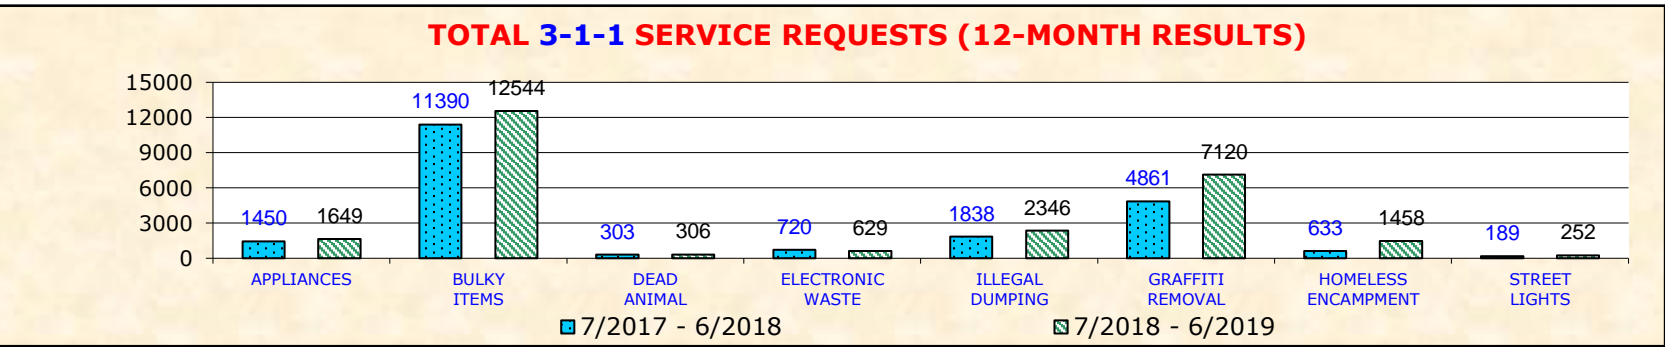 TOTAL 3-1-1 SERVICE REQUESTS (12-MONTH RESULTS)
15000
12000
9000
6000
3000
0
1450 1649
11390 12544
303 306
720 629
1838 2346
4861 7120
633 1458
189 252
APPLIANCES
BULKY
ITEMS
DEAD
ANIMAL
ELECTRONIC
WASTE
ILLEGAL
DUMPING
GRAFFITI
REMOVAL
HOMELESS
ENCAMPMENT
STREET
LIGHTS
7/2017 - 6/2018 7/2018 - 6/2019